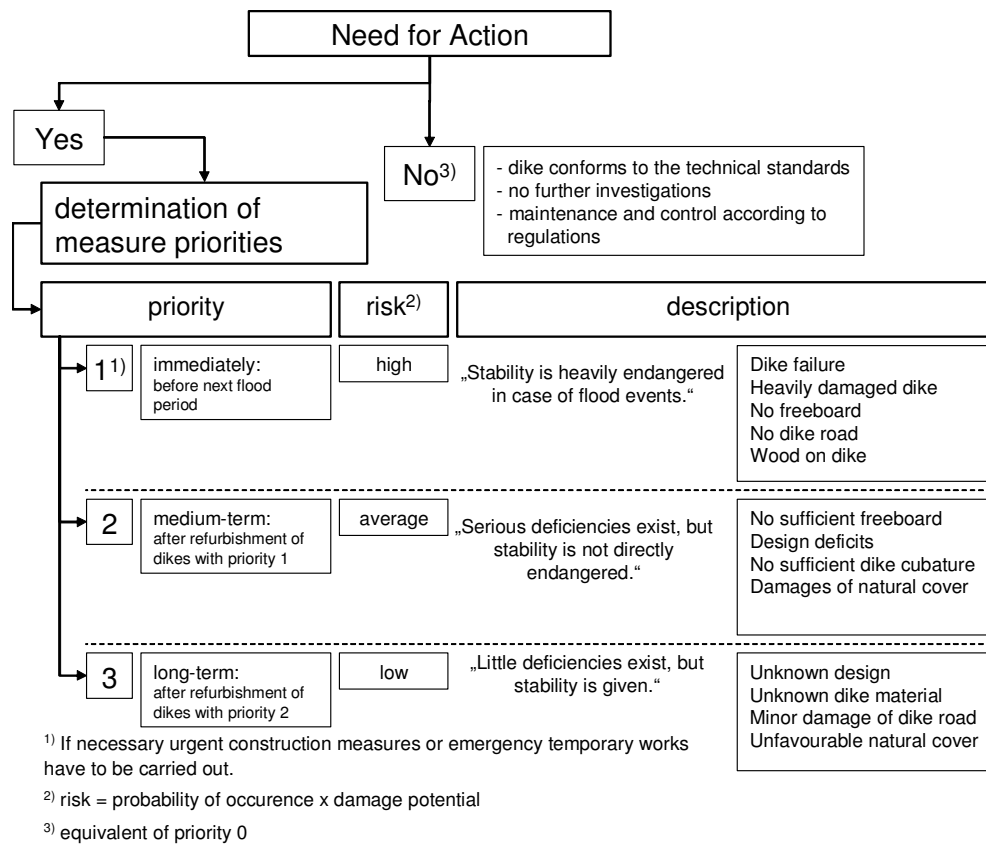 Need for Action
Yes
No3)
- dike conforms to the technical standards
- no further investigations
- maintenance and control according to
regulations
determination of
measure priorities
priority
risk2)
description
11)
immediately:
before next flood
period
high
„Stability is heavily endangered
in case of flood events.“
Dike failure
Heavily damaged dike
No freeboard
No dike road
Wood on dike
2
medium-term:
after refurbishment of
dikes with priority 1
average
„Serious deficiencies exist, but
stability is not directly
endangered.“
No sufficient freeboard
Design deficits
No sufficient dike cubature
Damages of natural cover
3
long-term:
after refurbishment of
dikes with priority 2
low
„Little deficiencies exist, but
stability is given.“
Unknown design
Unknown dike material
Minor damage of dike road
Unfavourable natural cover
1) If necessary urgent construction measures or emergency temporary works
have to be carried out.
2) risk = probability of occurence x damage potential
3) equivalent of priority 0